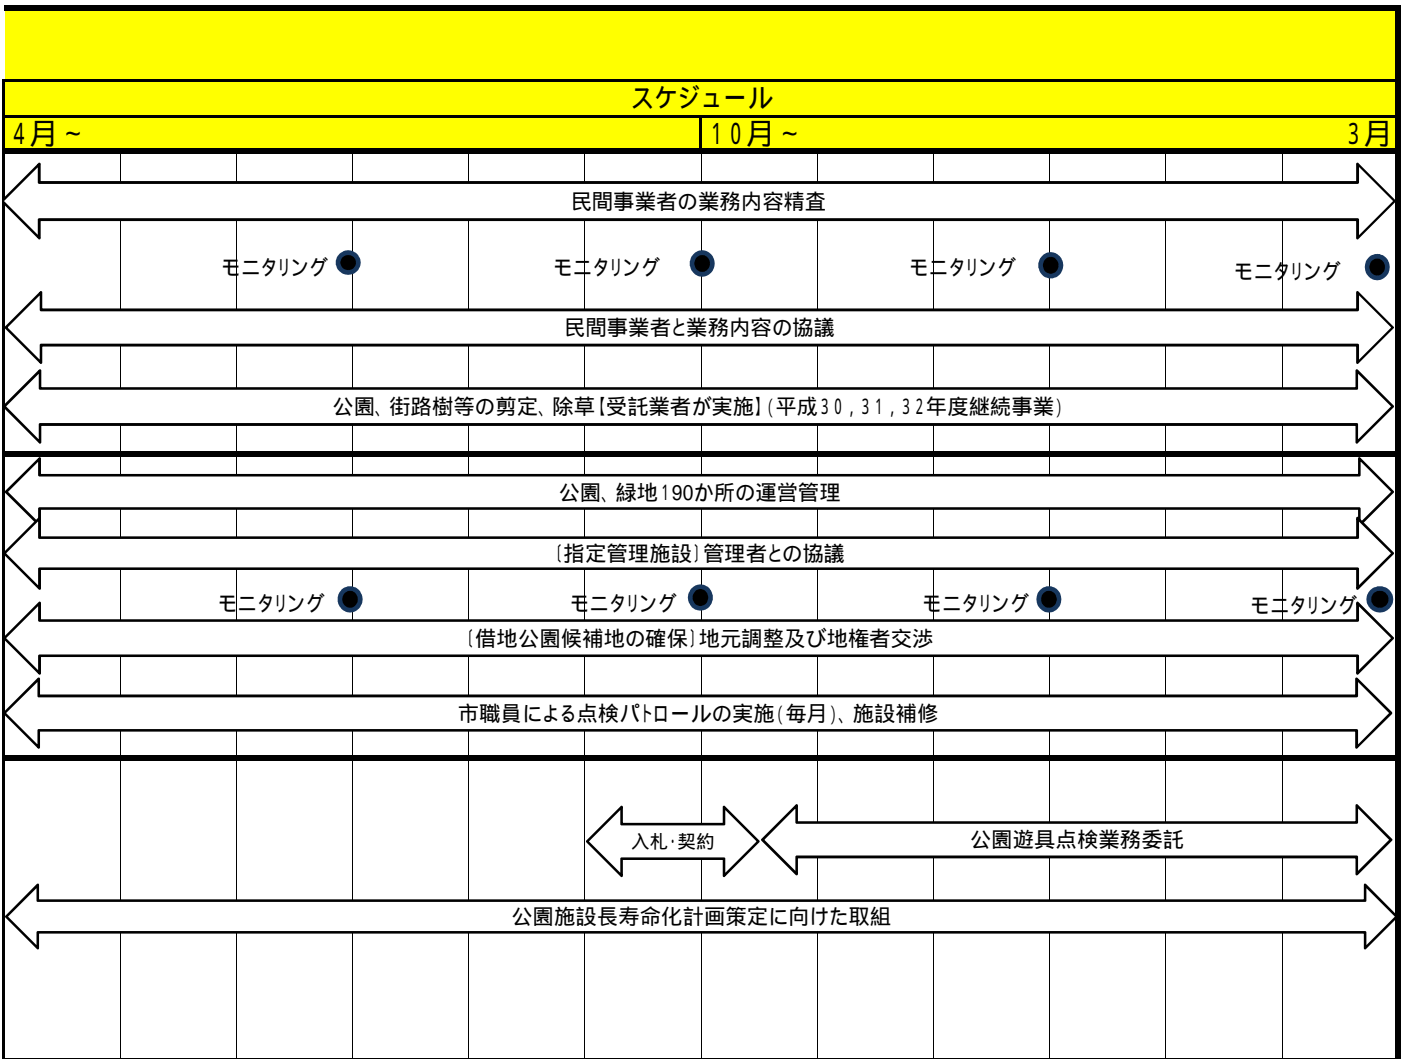 スケジュール
4月~ 10月~ 3月
民間事業者の業務内容精査
モニタリング モニタリング モニタリング モニタリング
民間事業者と業務内容の協議
公園、街路樹等の剪定、除草【受託業者が実施】(平成30,31,32年度継続事業)
公園、緑地190か所の運営管理
〔指定管理施設〕管理者との協議
モニタリング モニタリング モニタリング モニタリング
〔借地公園候補地の確保〕地元調整及び地権者交渉
市職員による点検パトロールの実施(毎月)、施設補修
入札・契約 公園遊具点検業務委託
公園施設長寿命化計画策定に向けた取組